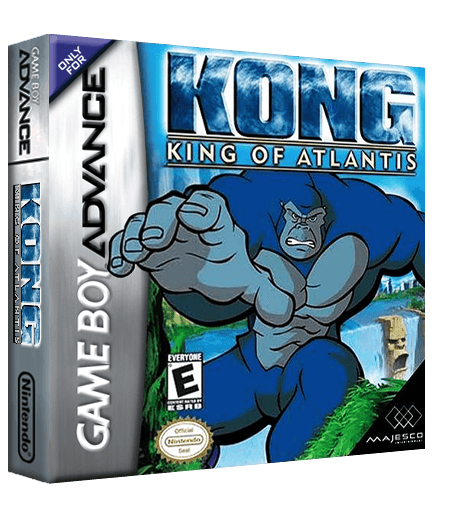 GAME BOY
ADVANCE
KONG
KING OF ATLANTIS
Nintendo®
ONLY
FOR
GAME BOY ADVANCE
KONG
KING OF ATLANTIS
EVERYONE
E
CONTENT RATED BY
ESRB
Official
Nintendo
Seal
MAJESCO